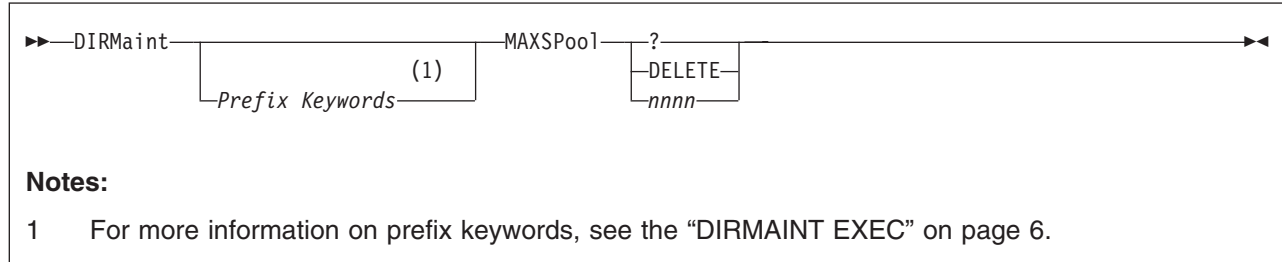 DIRMaint MAXSPool ?
(1) DELETE
Prefix Keywords nnnn
Notes:
1 For more information on prefix keywords, see the “DIRMAINT EXEC” on page 6.